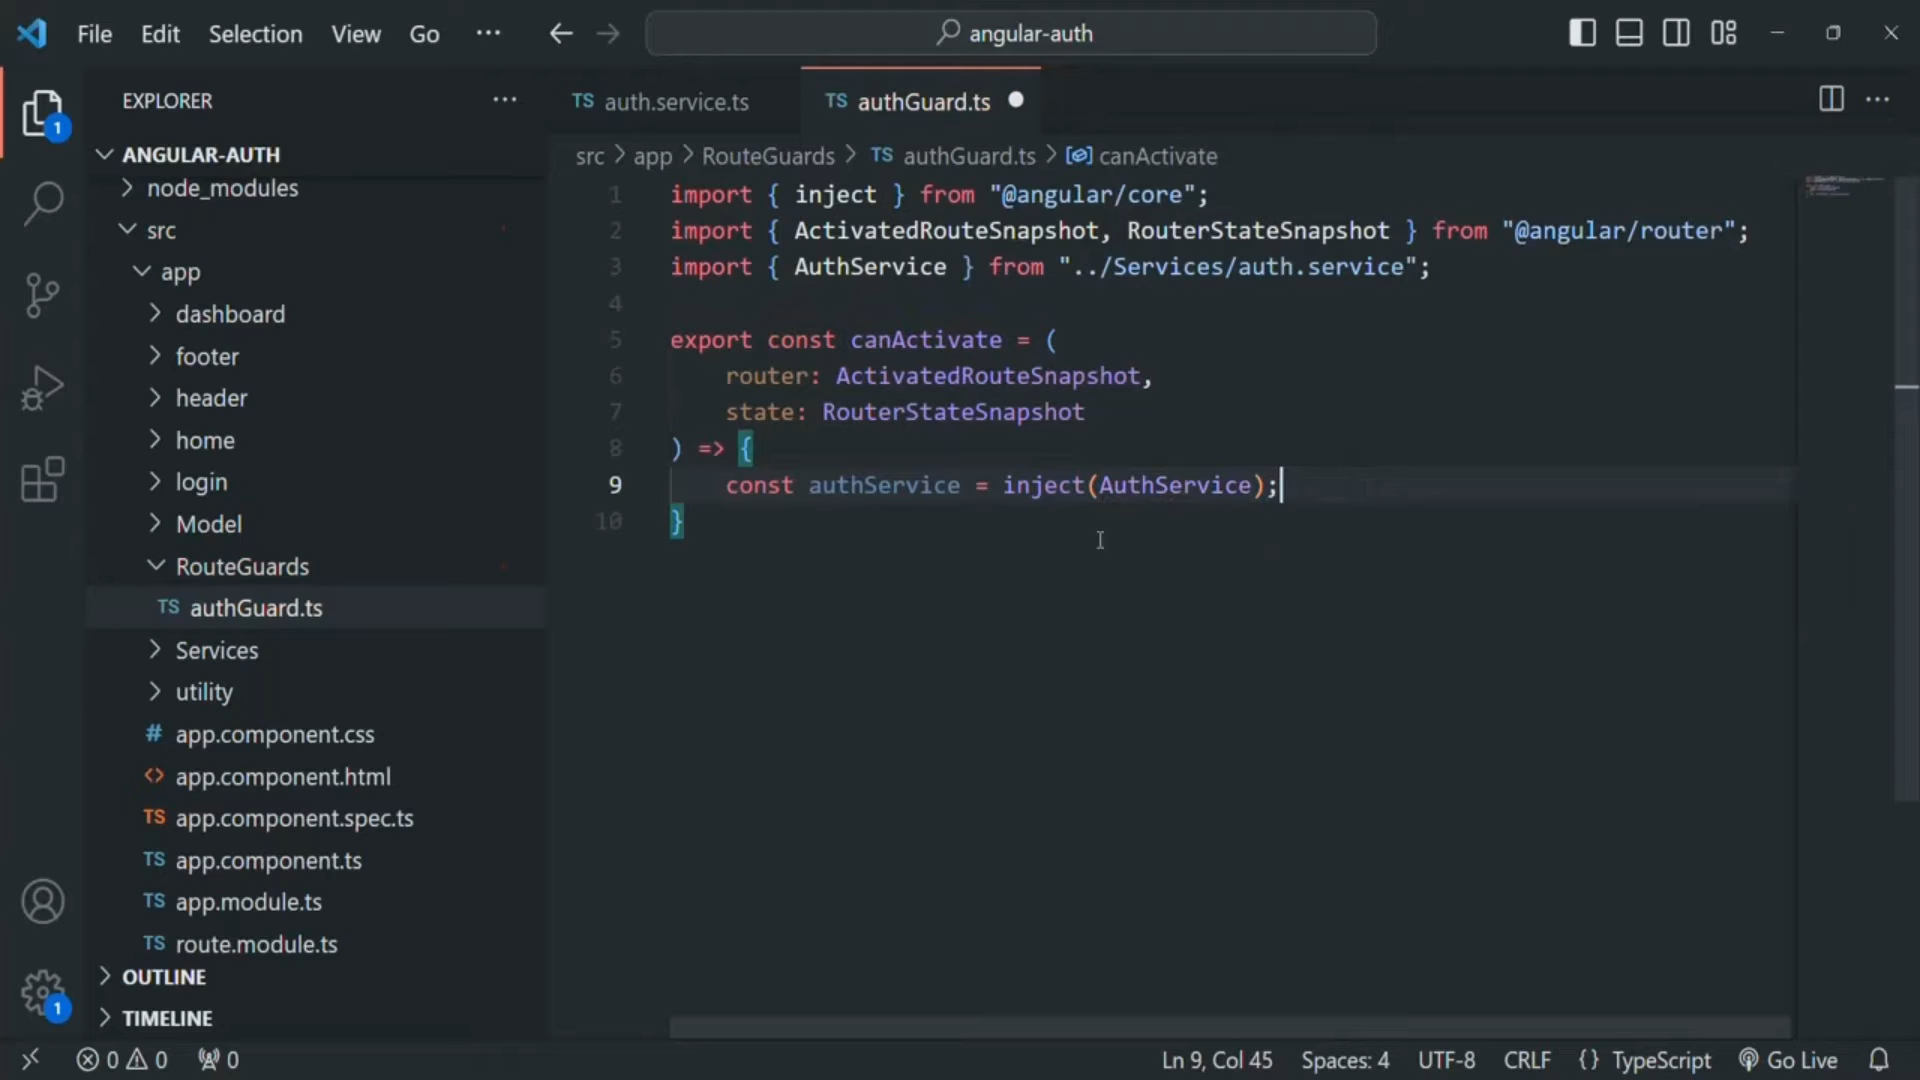 File Edit Selection View Go ··· angular-auth
EXPLORER ···
ANGULAR-AUTH
node_modules
src
app
dashboard
footer
header
home
login
Model
RouteGuards
TS authGuard.ts
Services
utility
# app.component.css
<> app.component.html
TS app.component.spec.ts
TS app.component.ts
TS app.module.ts
TS route.module.ts
OUTLINE
TIMELINE
1
1
TS auth.service.ts TS authGuard.ts ···
src > app > RouteGuards > TS authGuard.ts > canActivate
1 import { inject } from "@angular/core";
2 import { ActivatedRouteSnapshot, RouterStateSnapshot } from "@angular/router";
3 import { AuthService } from "../Services/auth.service";
4
5 export const canActivate = (
6 router: ActivatedRouteSnapshot,
7 state: RouterStateSnapshot
8 ) => {
9 const authService = inject(AuthService);
10 }
0 0 0 Ln 9, Col 45 Spaces: 4 UTF-8 CRLF {} TypeScript Go Live